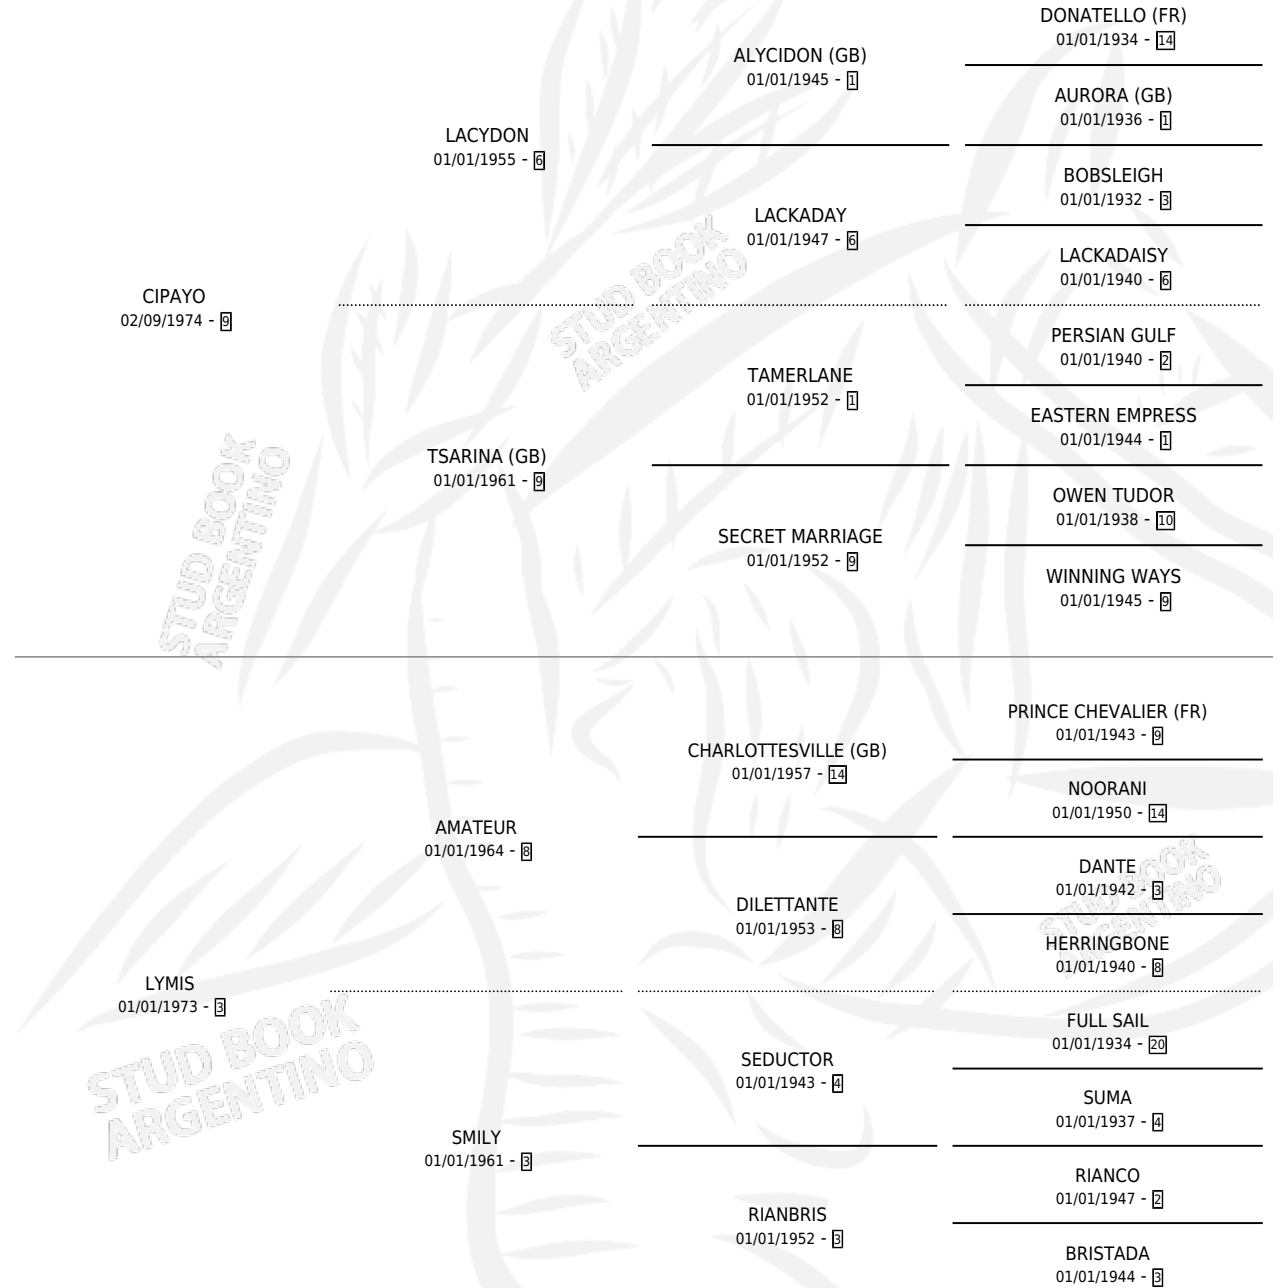 DONATELLO (FR)
01/01/1934 - 14
ALYCIDON (GB)
01/01/1945 - 1
AURORA (GB)
01/01/1936 - 1
LACYDON
01/01/1955 - 6
BOBSLEIGH
01/01/1932 - 3
LACKADAY
01/01/1947 - 6
LACKADAISY
01/01/1940 - 6
CIPAYO
02/09/1974 - 9
PERSIAN GULF
01/01/1940 - 2
TAMERLANE
01/01/1952 - 1
EASTERN EMPRESS
01/01/1944 - 1
TSARINA (GB)
01/01/1961 - 9
OWEN TUDOR
01/01/1938 - 10
SECRET MARRIAGE
01/01/1952 - 9
WINNING WAYS
01/01/1945 - 9
PRINCE CHEVALIER (FR)
01/01/1943 - 9
CHARLOTTESVILLE (GB)
01/01/1957 - 14
NOORANI
01/01/1950 - 14
AMATEUR
01/01/1964 - 8
DANTE
01/01/1942 - 3
DILETTANTE
01/01/1953 - 8
HERRINGBONE
01/01/1940 - 8
LYMIS
01/01/1973 - 3
FULL SAIL
01/01/1934 - 20
SEDUCTOR
01/01/1943 - 4
SUMA
01/01/1937 - 4
SMILY
01/01/1961 - 3
RIANCO
01/01/1947 - 2
RIANBRIS
01/01/1952 - 3
BRISTADA
01/01/1944 - 3
STUD BOOK
ARGENTINO
STUD BOOK
ARGENTINO
STUD BOOK
ARGENTINO
STUD BOOK
ARGENTINO